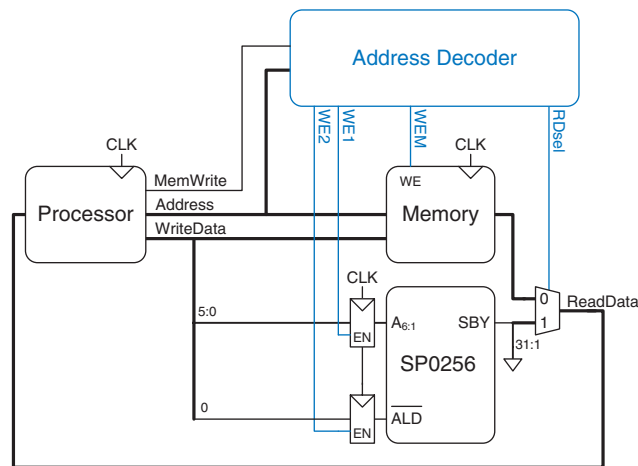 Address Decoder
CLK
WE2
WE1
WEM
CLK
RDsel
MemWrite
WE
Processor
Address
Memory
WriteData
CLK
0
ReadData
5:0
A6:1
SBY
1
EN
31:1
SP0256
0
ALD
EN